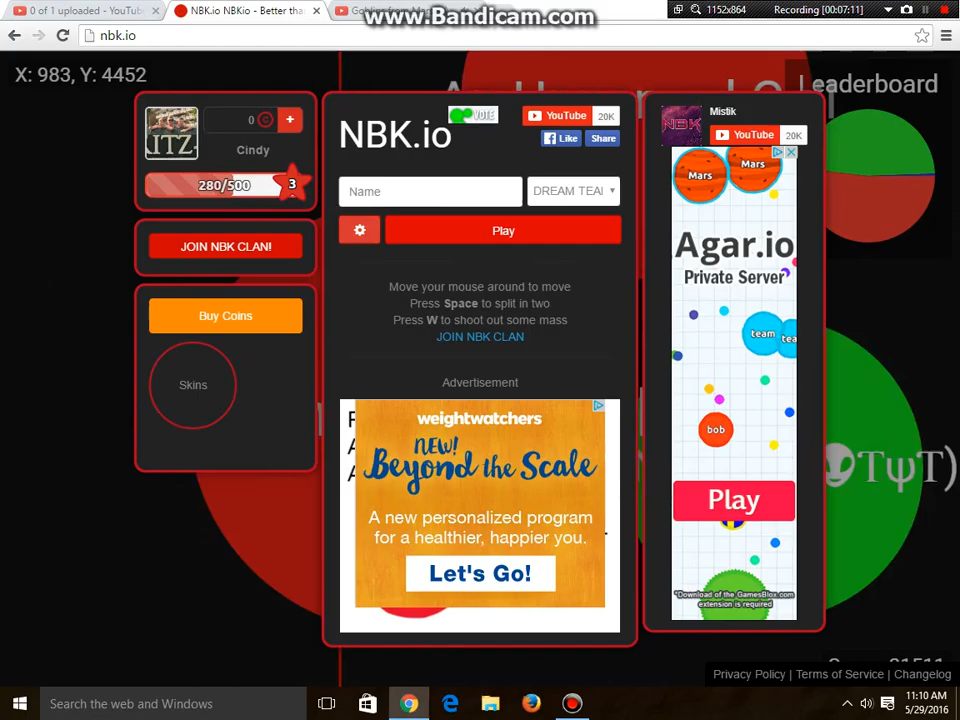 0 of 1 uploaded - YouTube
NBK.io NBKio - Better tha
www.Bandicam.com
1152x864
Recording [00:07:11]
nbk.io
X: 983, Y: 4452
Leaderboard
ITZ.
0
Cindy
280/500
3
JOIN NBK CLAN!
Buy Coins
Skins
NBK.io
VOTE
YouTube 20K
Like Share
Name
DREAM TEA
Play
Move your mouse around to move
Press Space to split in two
Press W to shoot out some mass
JOIN NBK CLAN
Advertisement
weightwatchers
NEW!
Beyond the Scale
A new personalized program
for a healthier, happier you.
Let's Go!
NBK
Mistik
YouTube 20K
Mars
Mars
Agar.io
Private Server
team
tea
bob
Play
*Download of the GamesBlox.com
extension is required
ΤψΤ)
Privacy Policy | Terms of Service | Changelog
Search the web and Windows
11:10 AM
5/29/2016